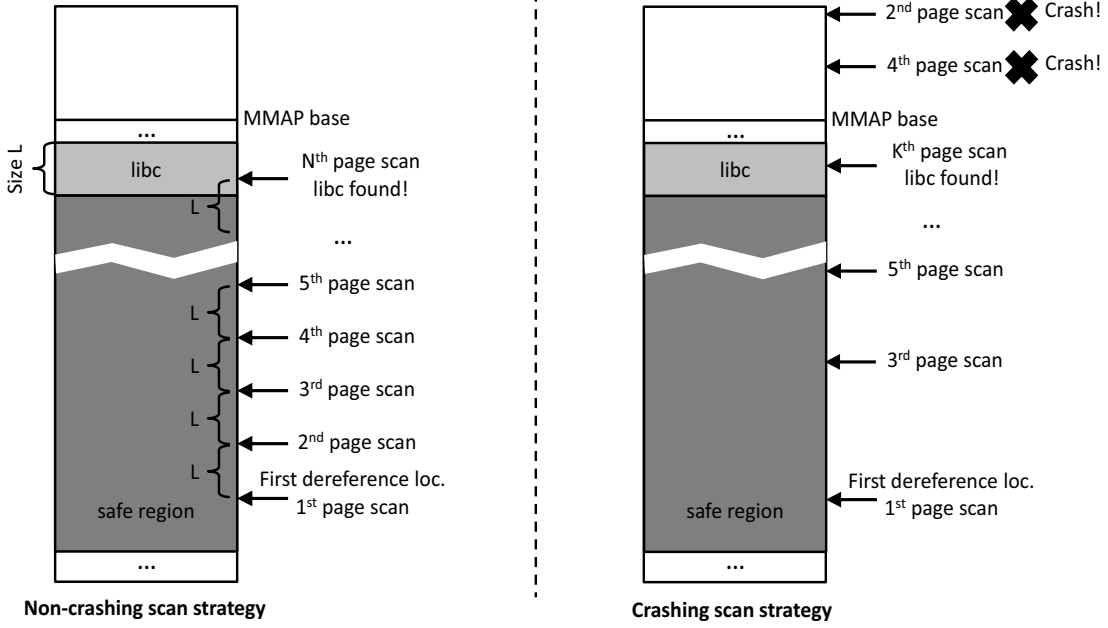 MMAP base
...
Size L
libc
Nth page scan
libc found!
L
...
5th page scan
L
4th page scan
L
3rd page scan
L
2nd page scan
L
First dereference loc.
1st page scan
safe region
...
Non-crashing scan strategy
2nd page scan Crash!
4th page scan Crash!
MMAP base
...
libc
Kth page scan
libc found!
...
5th page scan
3rd page scan
First dereference loc.
1st page scan
safe region
...
Crashing scan strategy